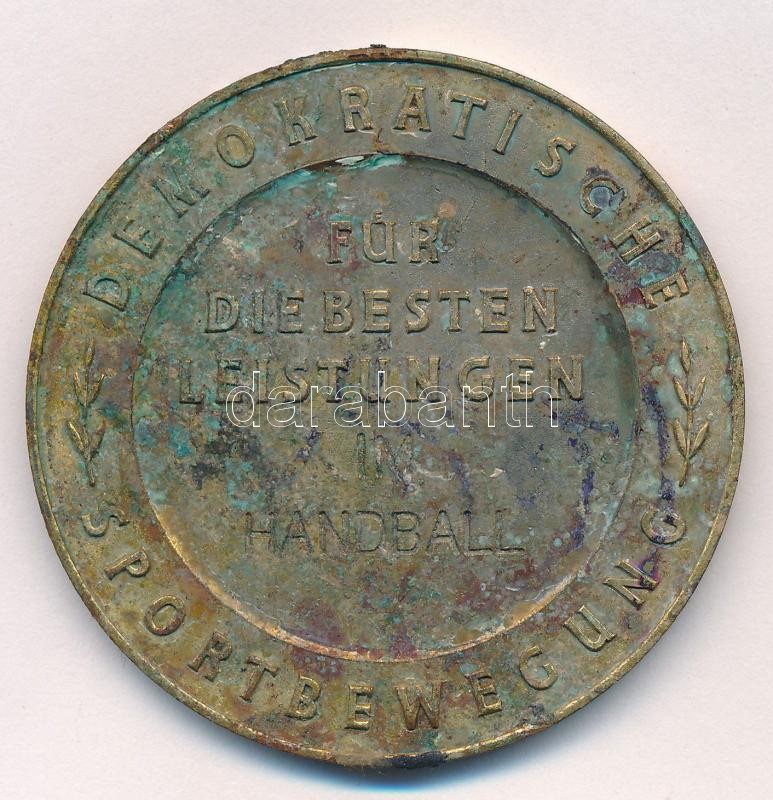 DEMOKRATISCHE
FÜR
DIE BESTEN
LEISTUNGEN
IM
HANDBALL
SPORTBEWEGUNG
darabanth